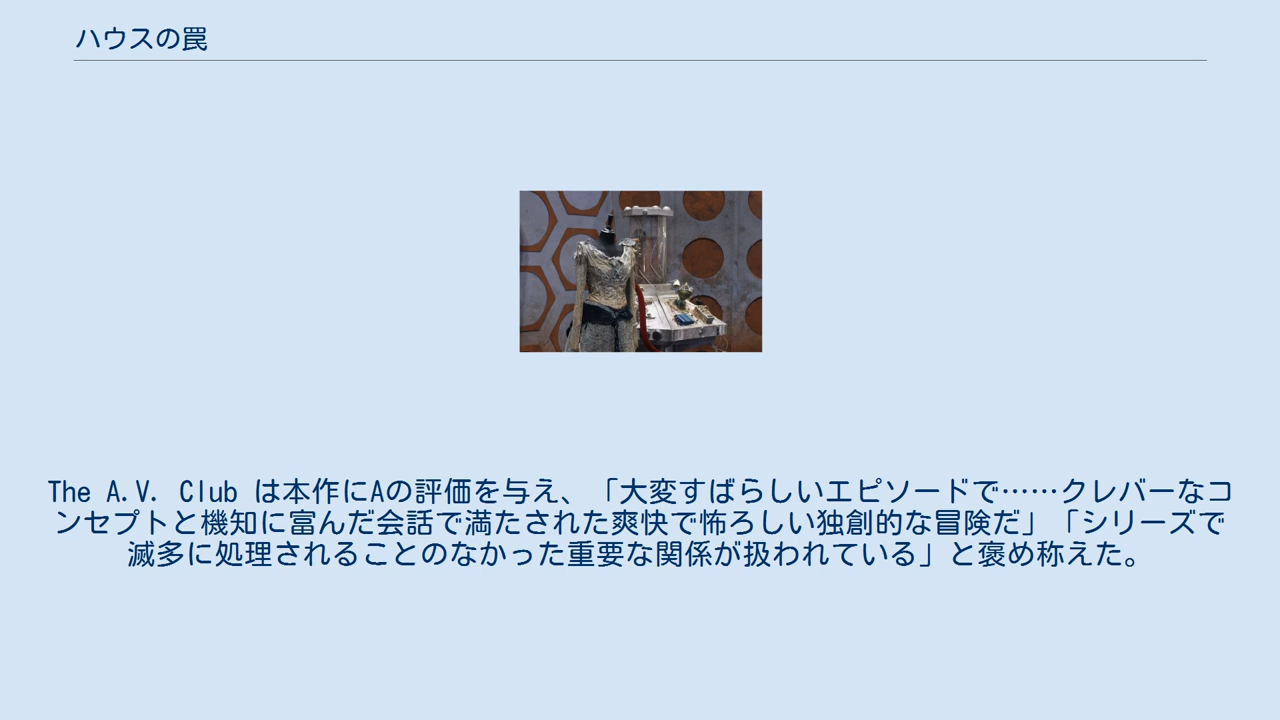 ハウスの罠
The A.V. Club は本作にAの評価を与え、「大変すばらしいエピソードで……クレバーなコ
ンセプトと機知に富んだ会話で満たされた爽快で怖ろしい独創的な冒険だ」「シリーズで
滅多に処理されることのなかった重要な関係が扱われている」と褒め称えた。